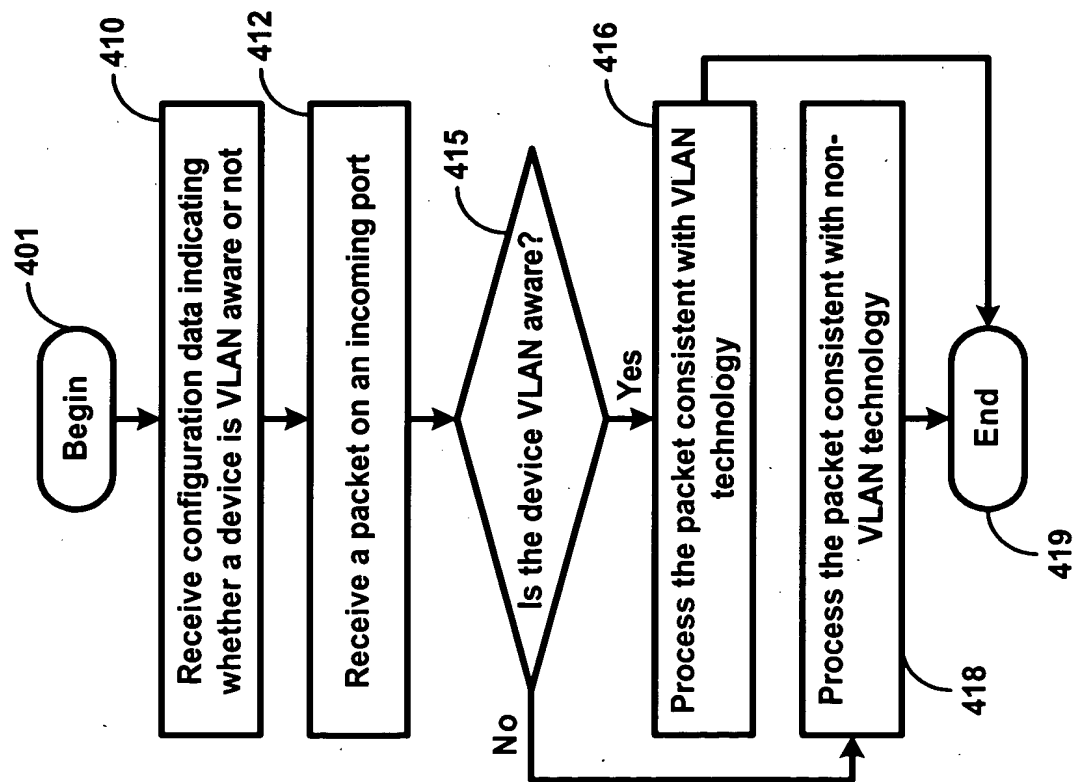 401
Begin
410
Receive configuration data indicating
whether a device is VLAN aware or not
412
Receive a packet on an incoming port
415
Is the device VLAN aware?
No
Yes
416
Process the packet consistent with VLAN
technology
Process the packet consistent with non-
VLAN technology
418
End
419